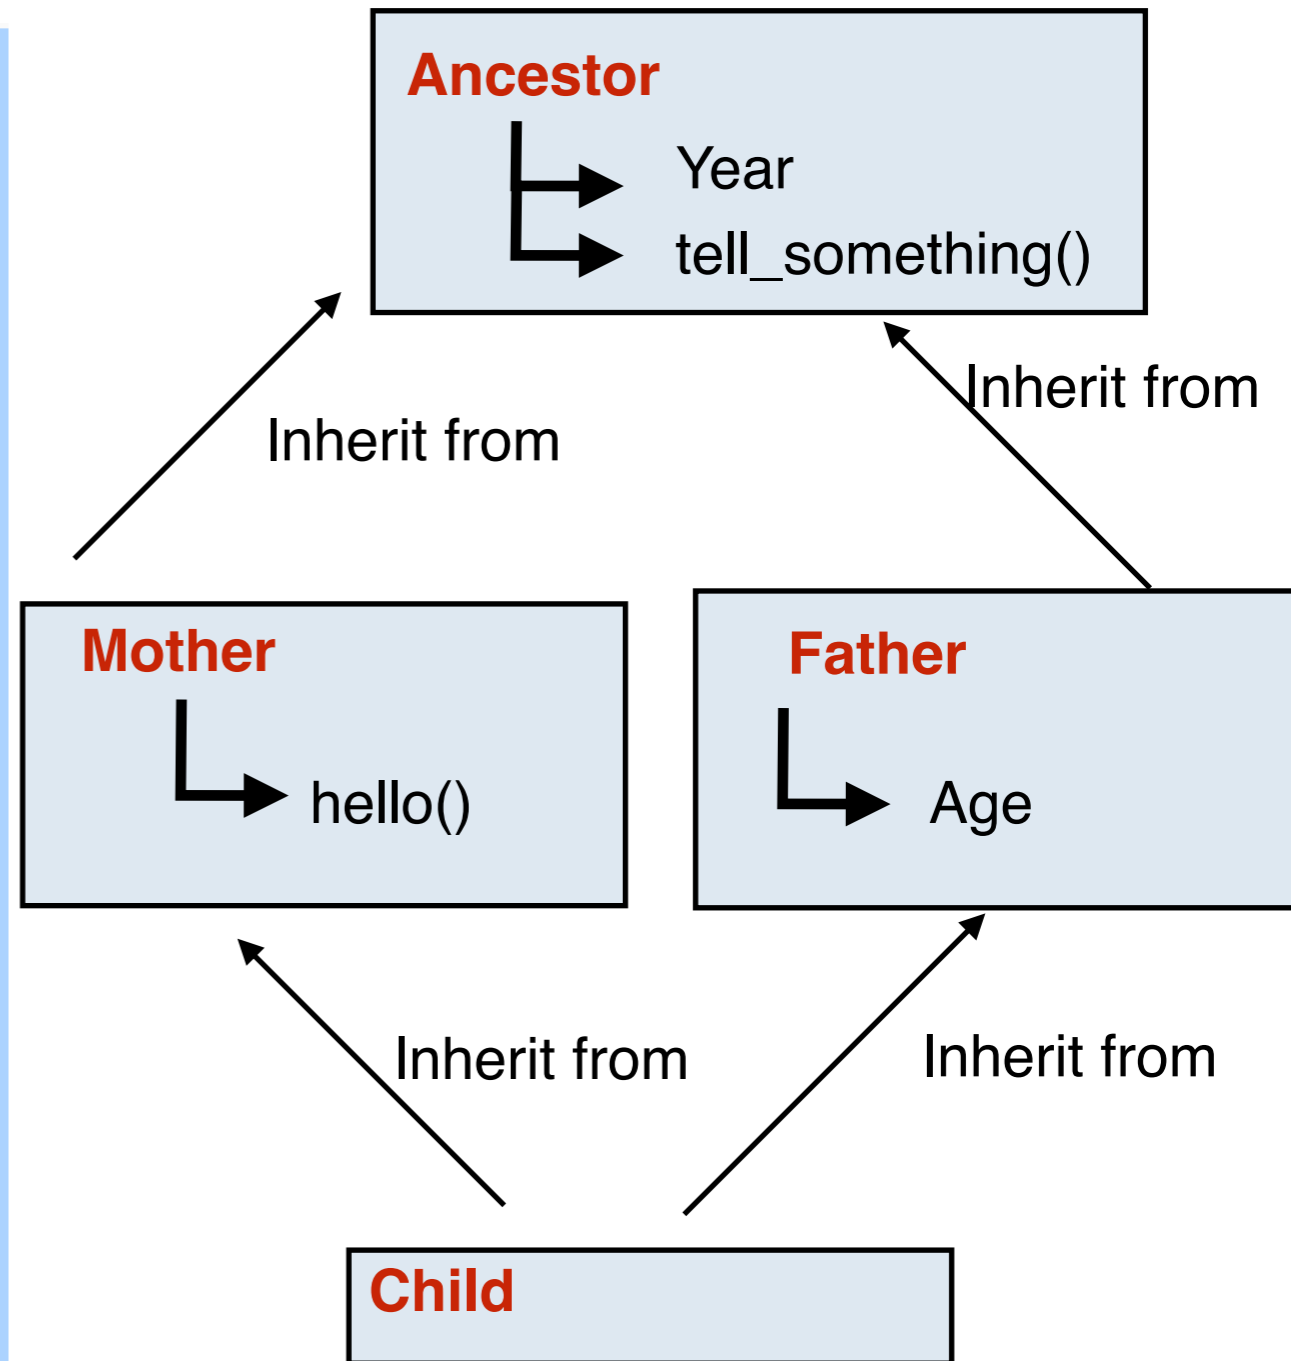 Ancestor
Year
tell_something()
Inherit from
Inherit from
Mother
hello()
Father
Age
Inherit from
Inherit from
Child